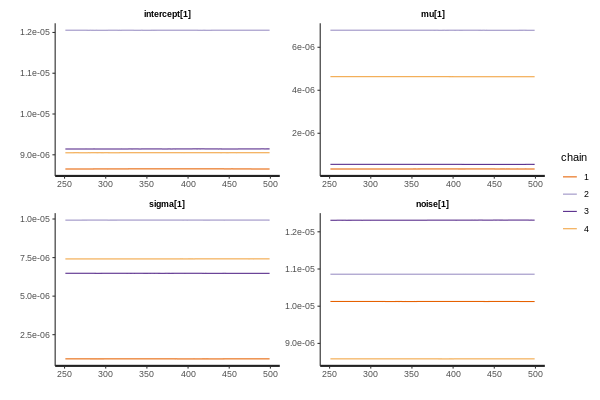 intercept[1]
1.2e-05
1.1e-05
1.0e-05
9.0e-06
250 300 350 400 450 500
mu[1]
6e-06
4e-06
2e-06
250 300 350 400 450 500
sigma[1]
1.0e-05
7.5e-06
5.0e-06
2.5e-06
250 300 350 400 450 500
noise[1]
1.2e-05
1.1e-05
1.0e-05
9.0e-06
250 300 350 400 450 500
chain
1
2
3
4